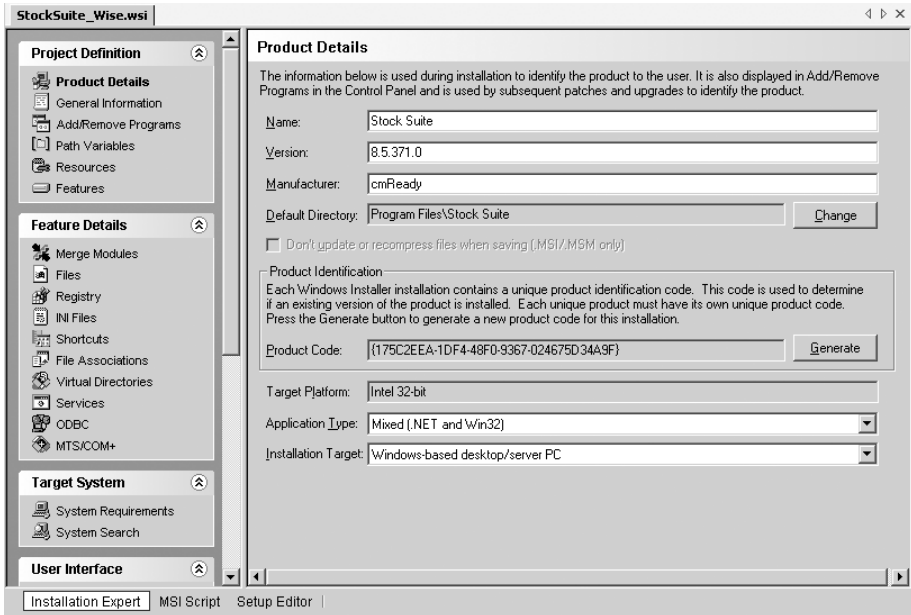 StockSuite_Wise.wsi
Project Definition
Product Details
General Information
Add/Remove Programs
Path Variables
Resources
Features
Feature Details
Merge Modules
Files
Registry
INI Files
Shortcuts
File Associations
Virtual Directories
Services
ODBC
MTS/COM+
Target System
System Requirements
System Search
User Interface
Product Details
The information below is used during installation to identify the product to the user. It is also displayed in Add/Remove
Programs in the Control Panel and is used by subsequent patches and upgrades to identify the product.
Name: Stock Suite
Version: 8.5.371.0
Manufacturer: cmReady
Default Directory: Program Files\Stock Suite Change
Don't update or recompress files when saving (.MSI/.MSM only)
Product Identification
Each Windows Installer installation contains a unique product identification code. This code is used to determine
if an existing version of the product is installed. Each unique product must have its own unique product code.
Press the Generate button to generate a new product code for this installation.
Product Code: {175C2EEA-1DF4-48F0-9367-024675D34A9F} Generate
Target Platform: Intel 32-bit
Application Type: Mixed (.NET and Win32)
Installation Target: Windows-based desktop/server PC
Installation Expert MSI Script Setup Editor